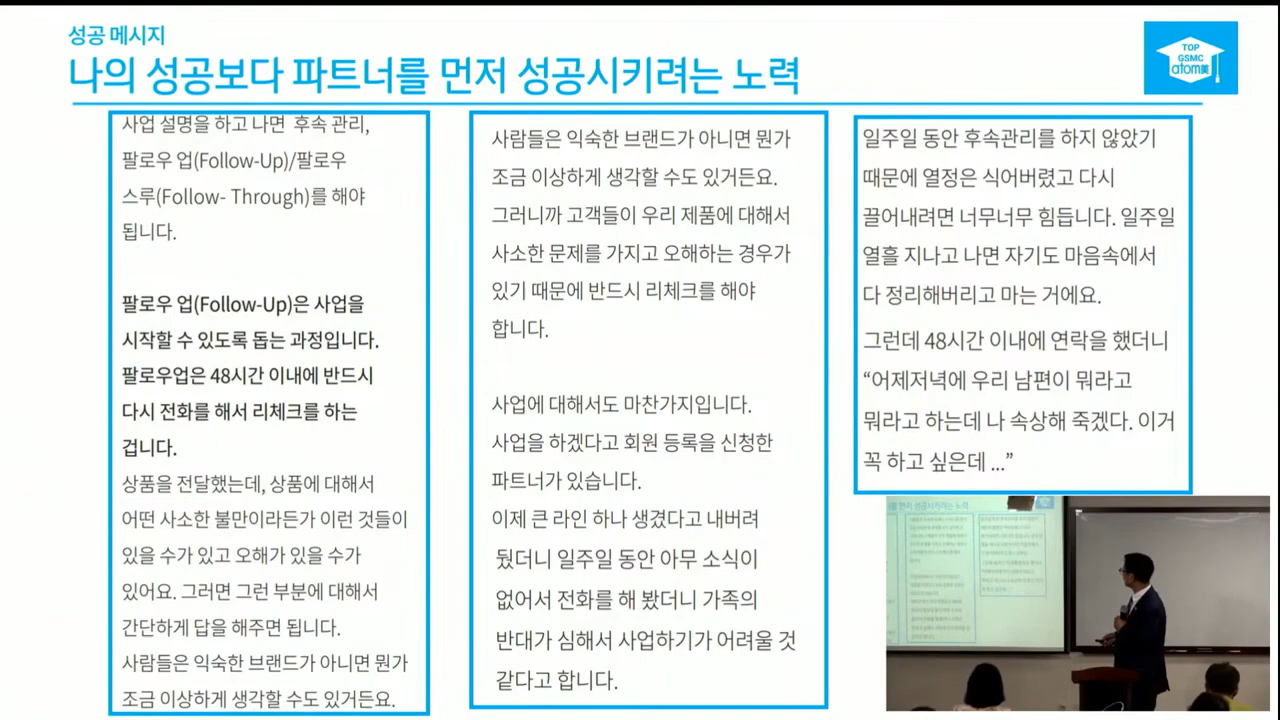 성공 메시지
나의 성공보다 파트너를 먼저 성공시키려는 노력
TOP
GSMC
atom美
사업 설명을 하고 나면 후속 관리,
팔로우 업(Follow-Up)/팔로우
스루(Follow- Through)를 해야
됩니다.
팔로우 업(Follow-Up)은 사업을
시작할 수 있도록 돕는 과정입니다.
팔로우업은 48시간 이내에 반드시
다시 전화를 해서 리체크를 하는
겁니다.
상품을 전달했는데, 상품에 대해서
어떤 사소한 불만이라든가 이런 것들이
있을 수가 있고 오해가 있을 수가
있어요. 그러면 그런 부분에 대해서
간단하게 답을 해주면 됩니다.
사람들은 익숙한 브랜드가 아니면 뭔가
조금 이상하게 생각할 수도 있거든요.
사람들은 익숙한 브랜드가 아니면 뭔가
조금 이상하게 생각할 수도 있거든요.
그러니까 고객들이 우리 제품에 대해서
사소한 문제를 가지고 오해하는 경우가
있기 때문에 반드시 리체크를 해야
합니다.
사업에 대해서도 마찬가지입니다.
사업을 하겠다고 회원 등록을 신청한
파트너가 있습니다.
이제 큰 라인 하나 생겼다고 내버려
뒀더니 일주일 동안 아무 소식이
없어서 전화를 해 봤더니 가족의
반대가 심해서 사업하기가 어려울 것
같다고 합니다.
일주일 동안 후속관리를 하지 않았기
때문에 열정은 식어버렸고 다시
끌어내려면 너무너무 힘듭니다. 일주일
열흘 지나고 나면 자기도 마음속에서
다 정리해버리고 마는 거에요.
그런데 48시간 이내에 연락을 했더니
“어제저녁에 우리 남편이 뭐라고
뭐라고 하는데 나 속상해 죽겠다. 이거
꼭 하고 싶은데 ...”